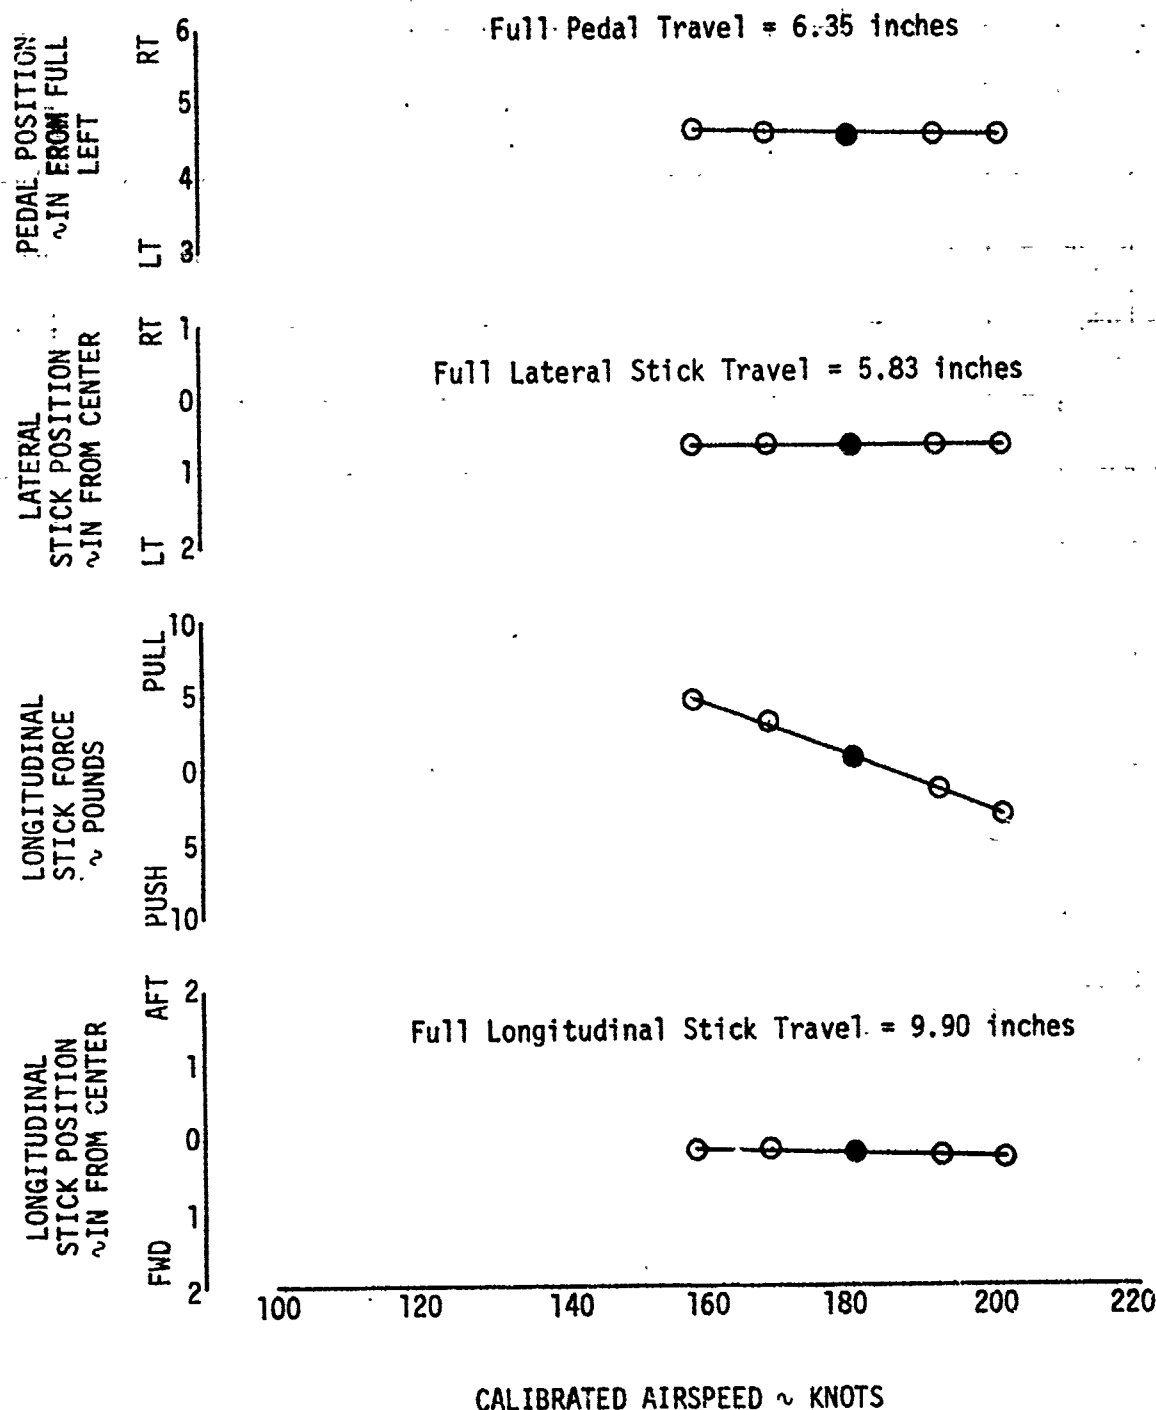 Full Pedal Travel = 6.35 inches
PEDAL POSITION
~IN FROM FULL
LEFT
RT
LT
6
5
4
3
Full Lateral Stick Travel = 5.83 inches
LATERAL
STICK POSITION
~IN FROM CENTER
RT
LT
1
0
1
2
LONGITUDINAL
STICK FORCE
~ POUNDS
PULL
PUSH
10
5
0
5
10
Full Longitudinal Stick Travel = 9.90 inches
LONGITUDINAL
STICK POSITION
~IN FROM CENTER
AFT
FWD
2
1
0
1
2
100 120 140 160 180 200 220
CALIBRATED AIRSPEED ~ KNOTS